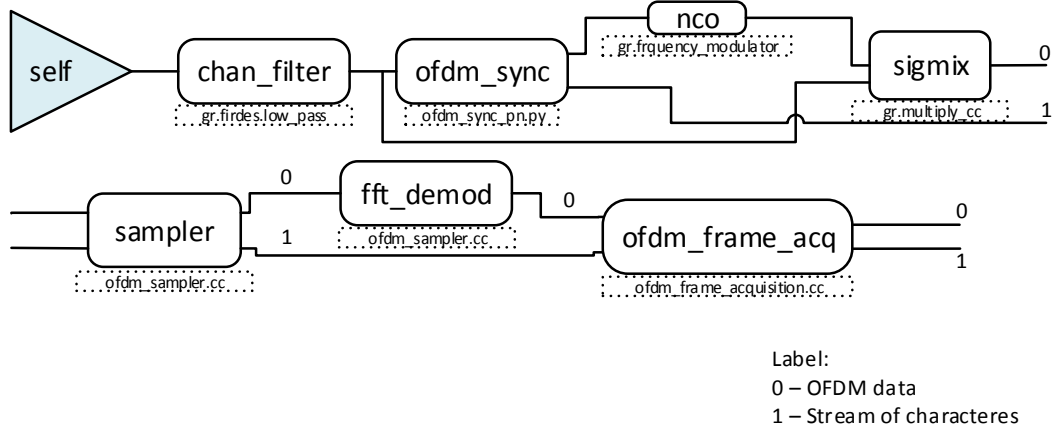 self
chan_filter
gr.firdes.low_pass
ofdm_sync
ofdm_sync_pn.py
nco
gr.frquency_modulator
sigmix
gr.multiply_cc
0
1
sampler
ofdm_sampler.cc
0
1
fft_demod
ofdm_sampler.cc
0
ofdm_frame_acq
ofdm_frame_acquisition.cc
0
1
Label:
0 – OFDM data
1 – Stream of characteres